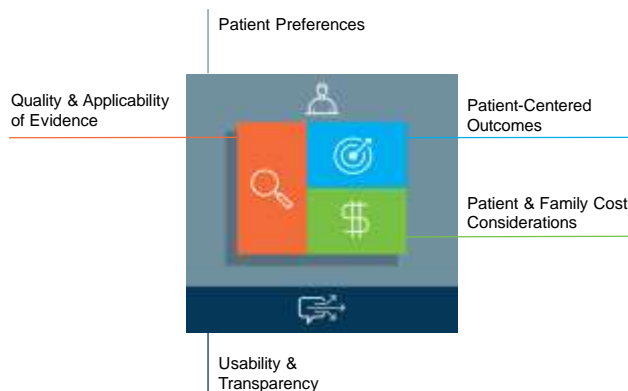 Patient Preferences
Quality & Applicability
of Evidence
Patient-Centered
Outcomes
Patient & Family Cost
Considerations
$
Usability &
Transparency